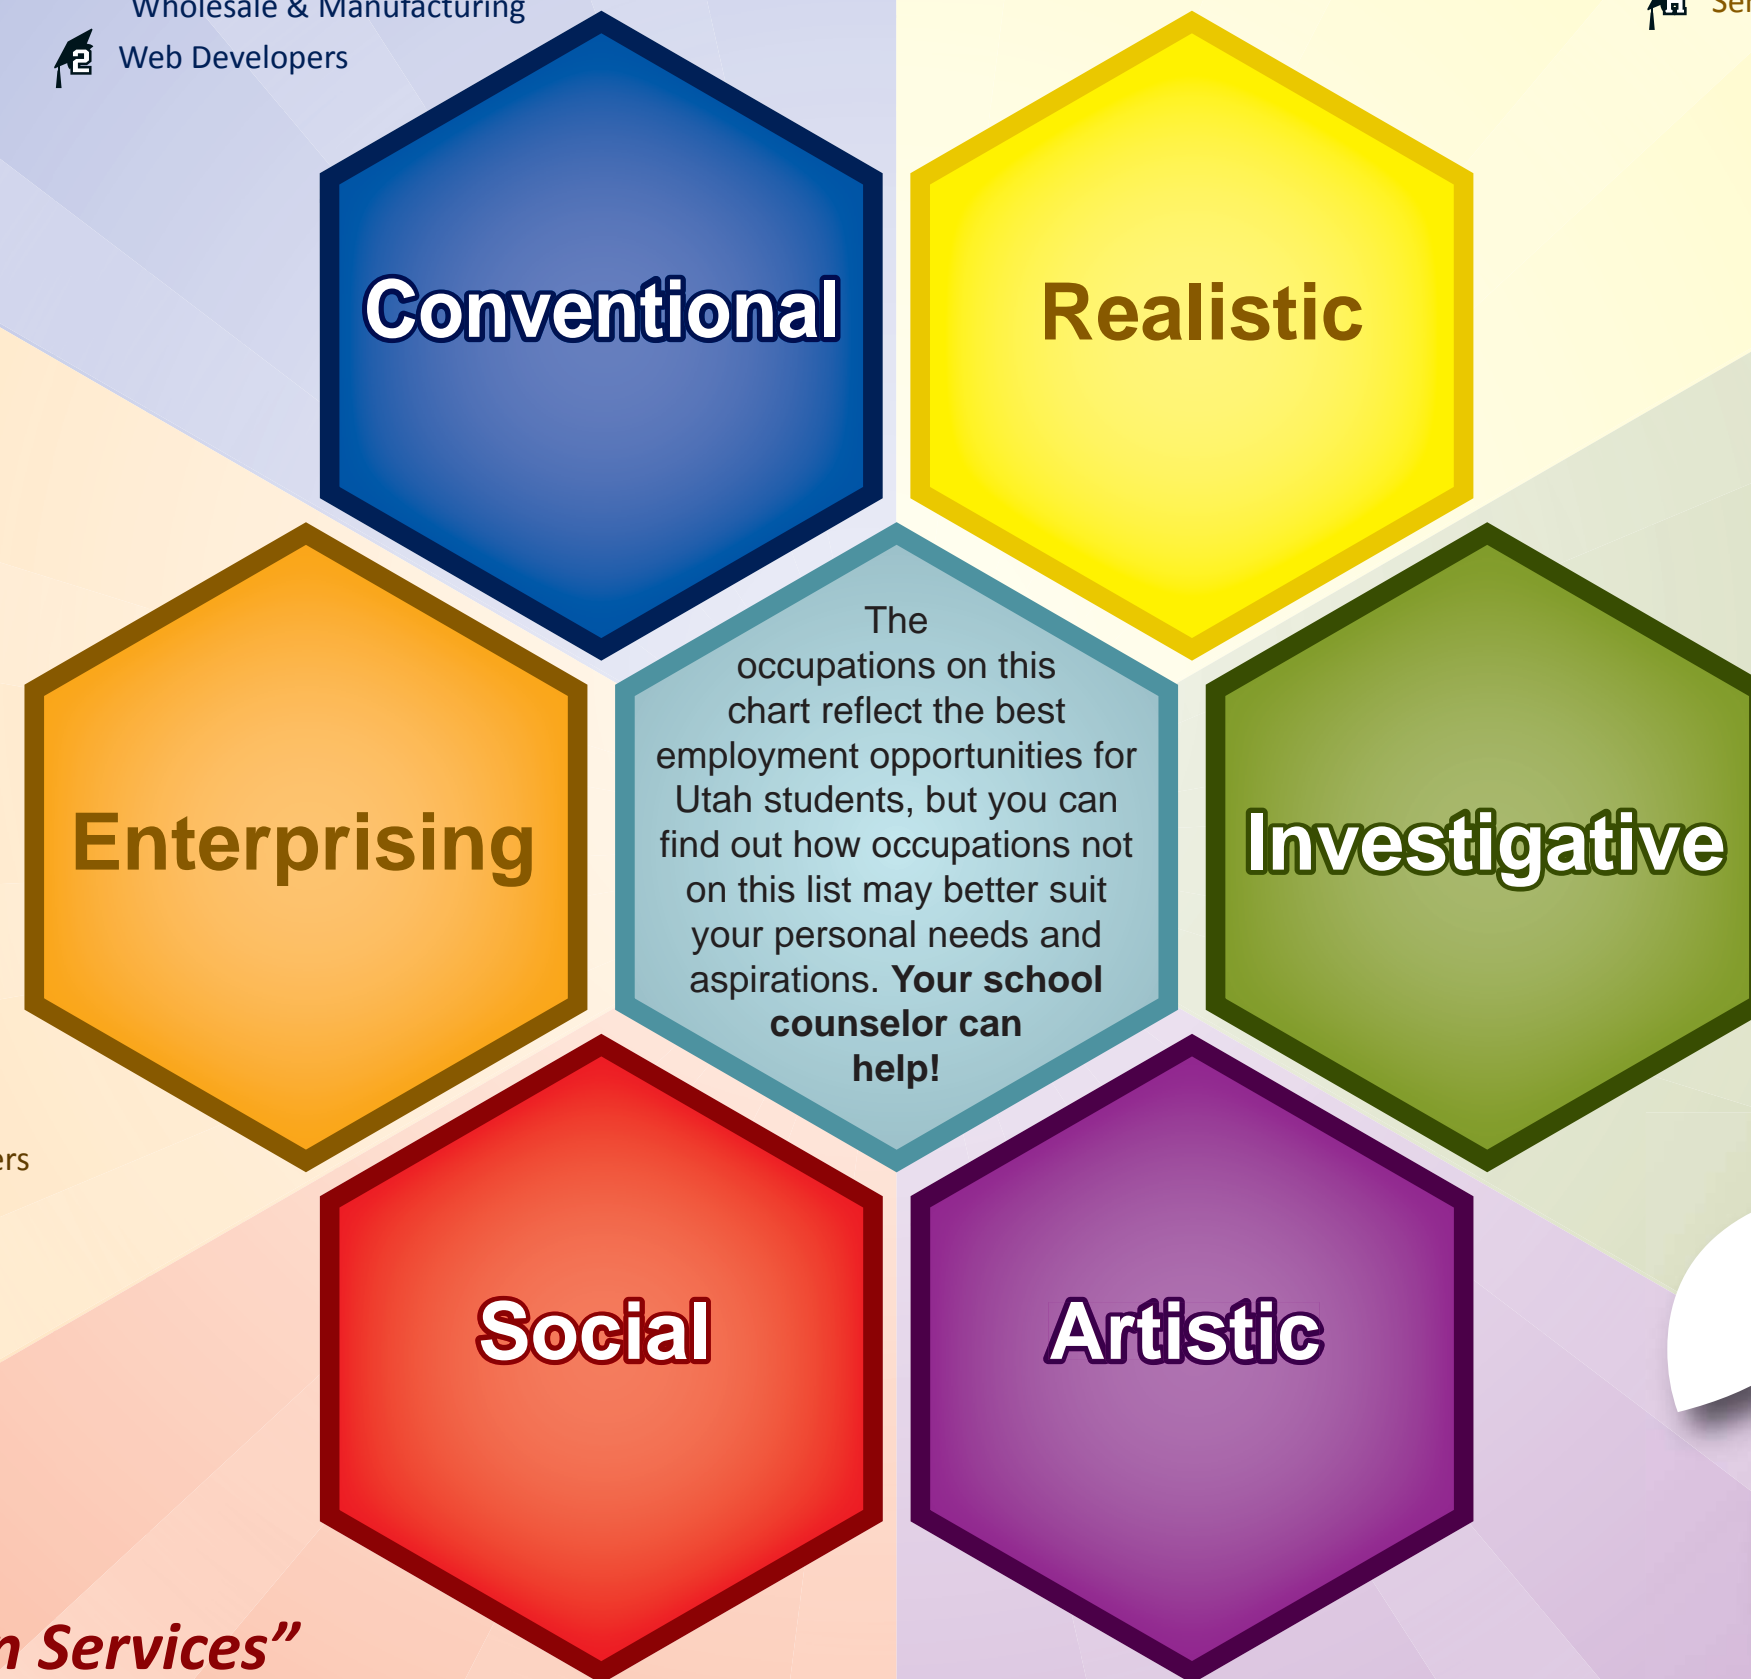 Wholesale & Manufacturing
2 Web Developers
Conventional
Realistic
The
occupations on this
chart reflect the best
employment opportunities for
Utah students, but you can
find out how occupations not
on this list may better suit
your personal needs and
aspirations. Your school
counselor can
help!
Enterprising
Investigative
Social
Artistic
Services”